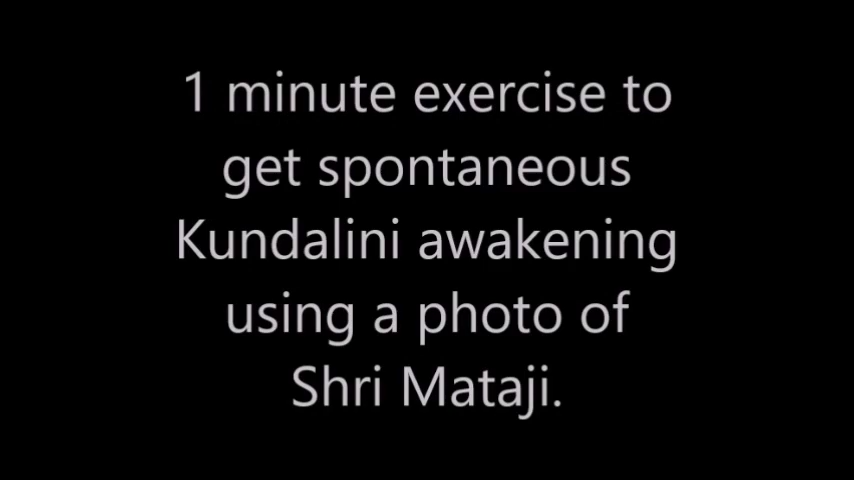 1 minute exercise to
get spontaneous
Kundalini awakening
using a photo of
Shri Mataji.